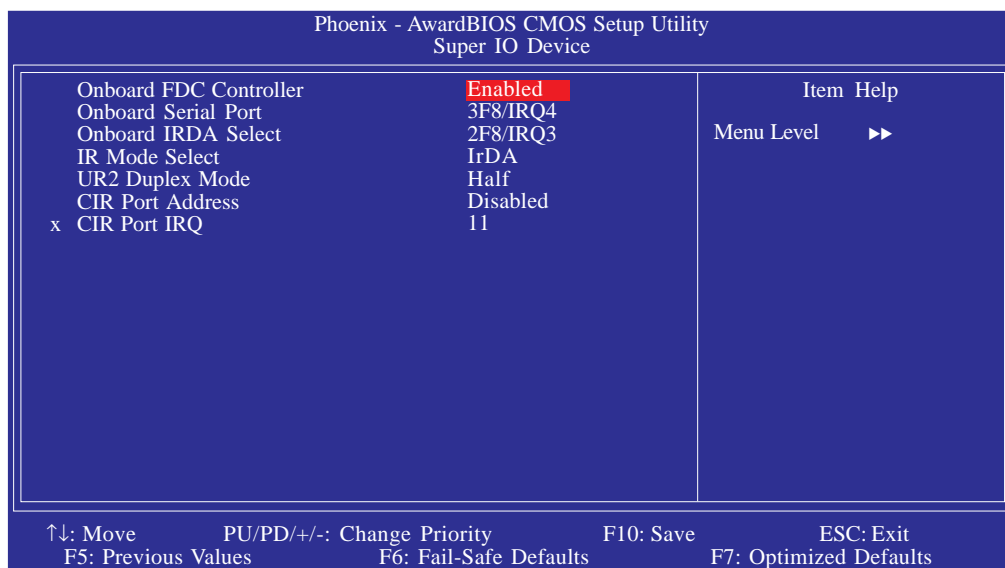 Phoenix - AwardBIOS CMOS Setup Utility
Super IO Device
Onboard FDC Controller Enabled
Onboard Serial Port 3F8/IRQ4
Onboard IRDA Select 2F8/IRQ3
IR Mode Select IrDA
UR2 Duplex Mode Half
CIR Port Address Disabled
x CIR Port IRQ 11
Item Help
Menu Level ▶▶
↑↓: Move PU/PD/+/-: Change Priority F10: Save ESC: Exit
F5: Previous Values F6: Fail-Safe Defaults F7: Optimized Defaults